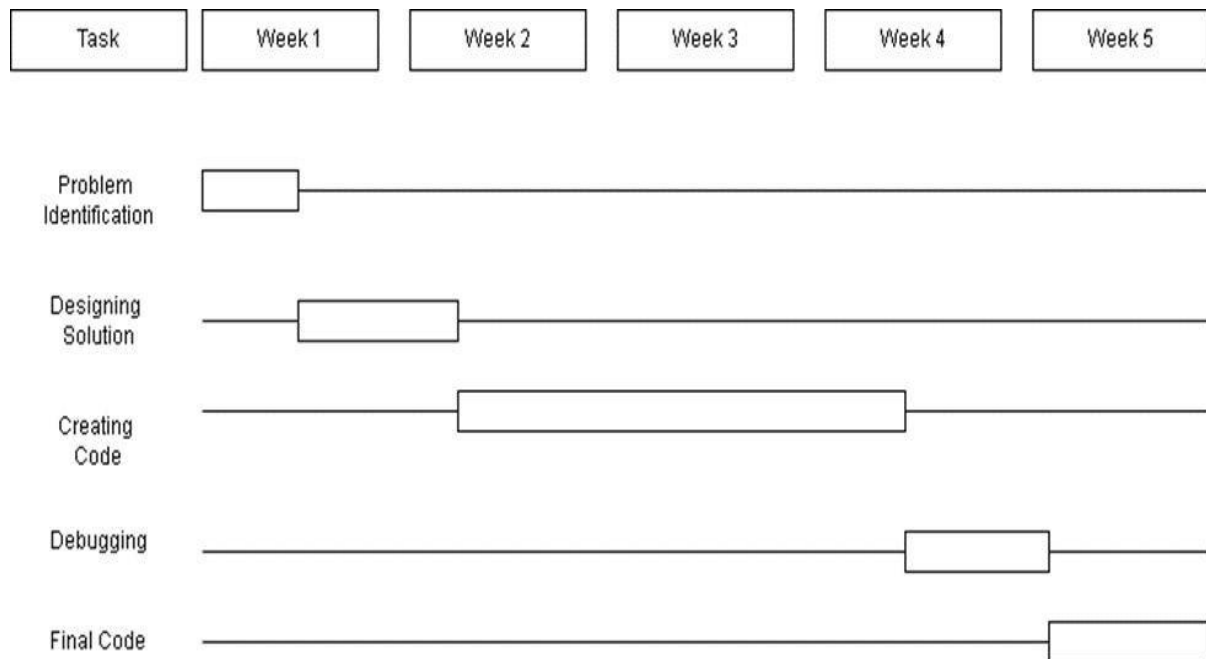 Task Week 1 Week 2 Week 3 Week 4 Week 5
Problem
Identification
Designing
Solution
Creating
Code
Debugging
Final Code